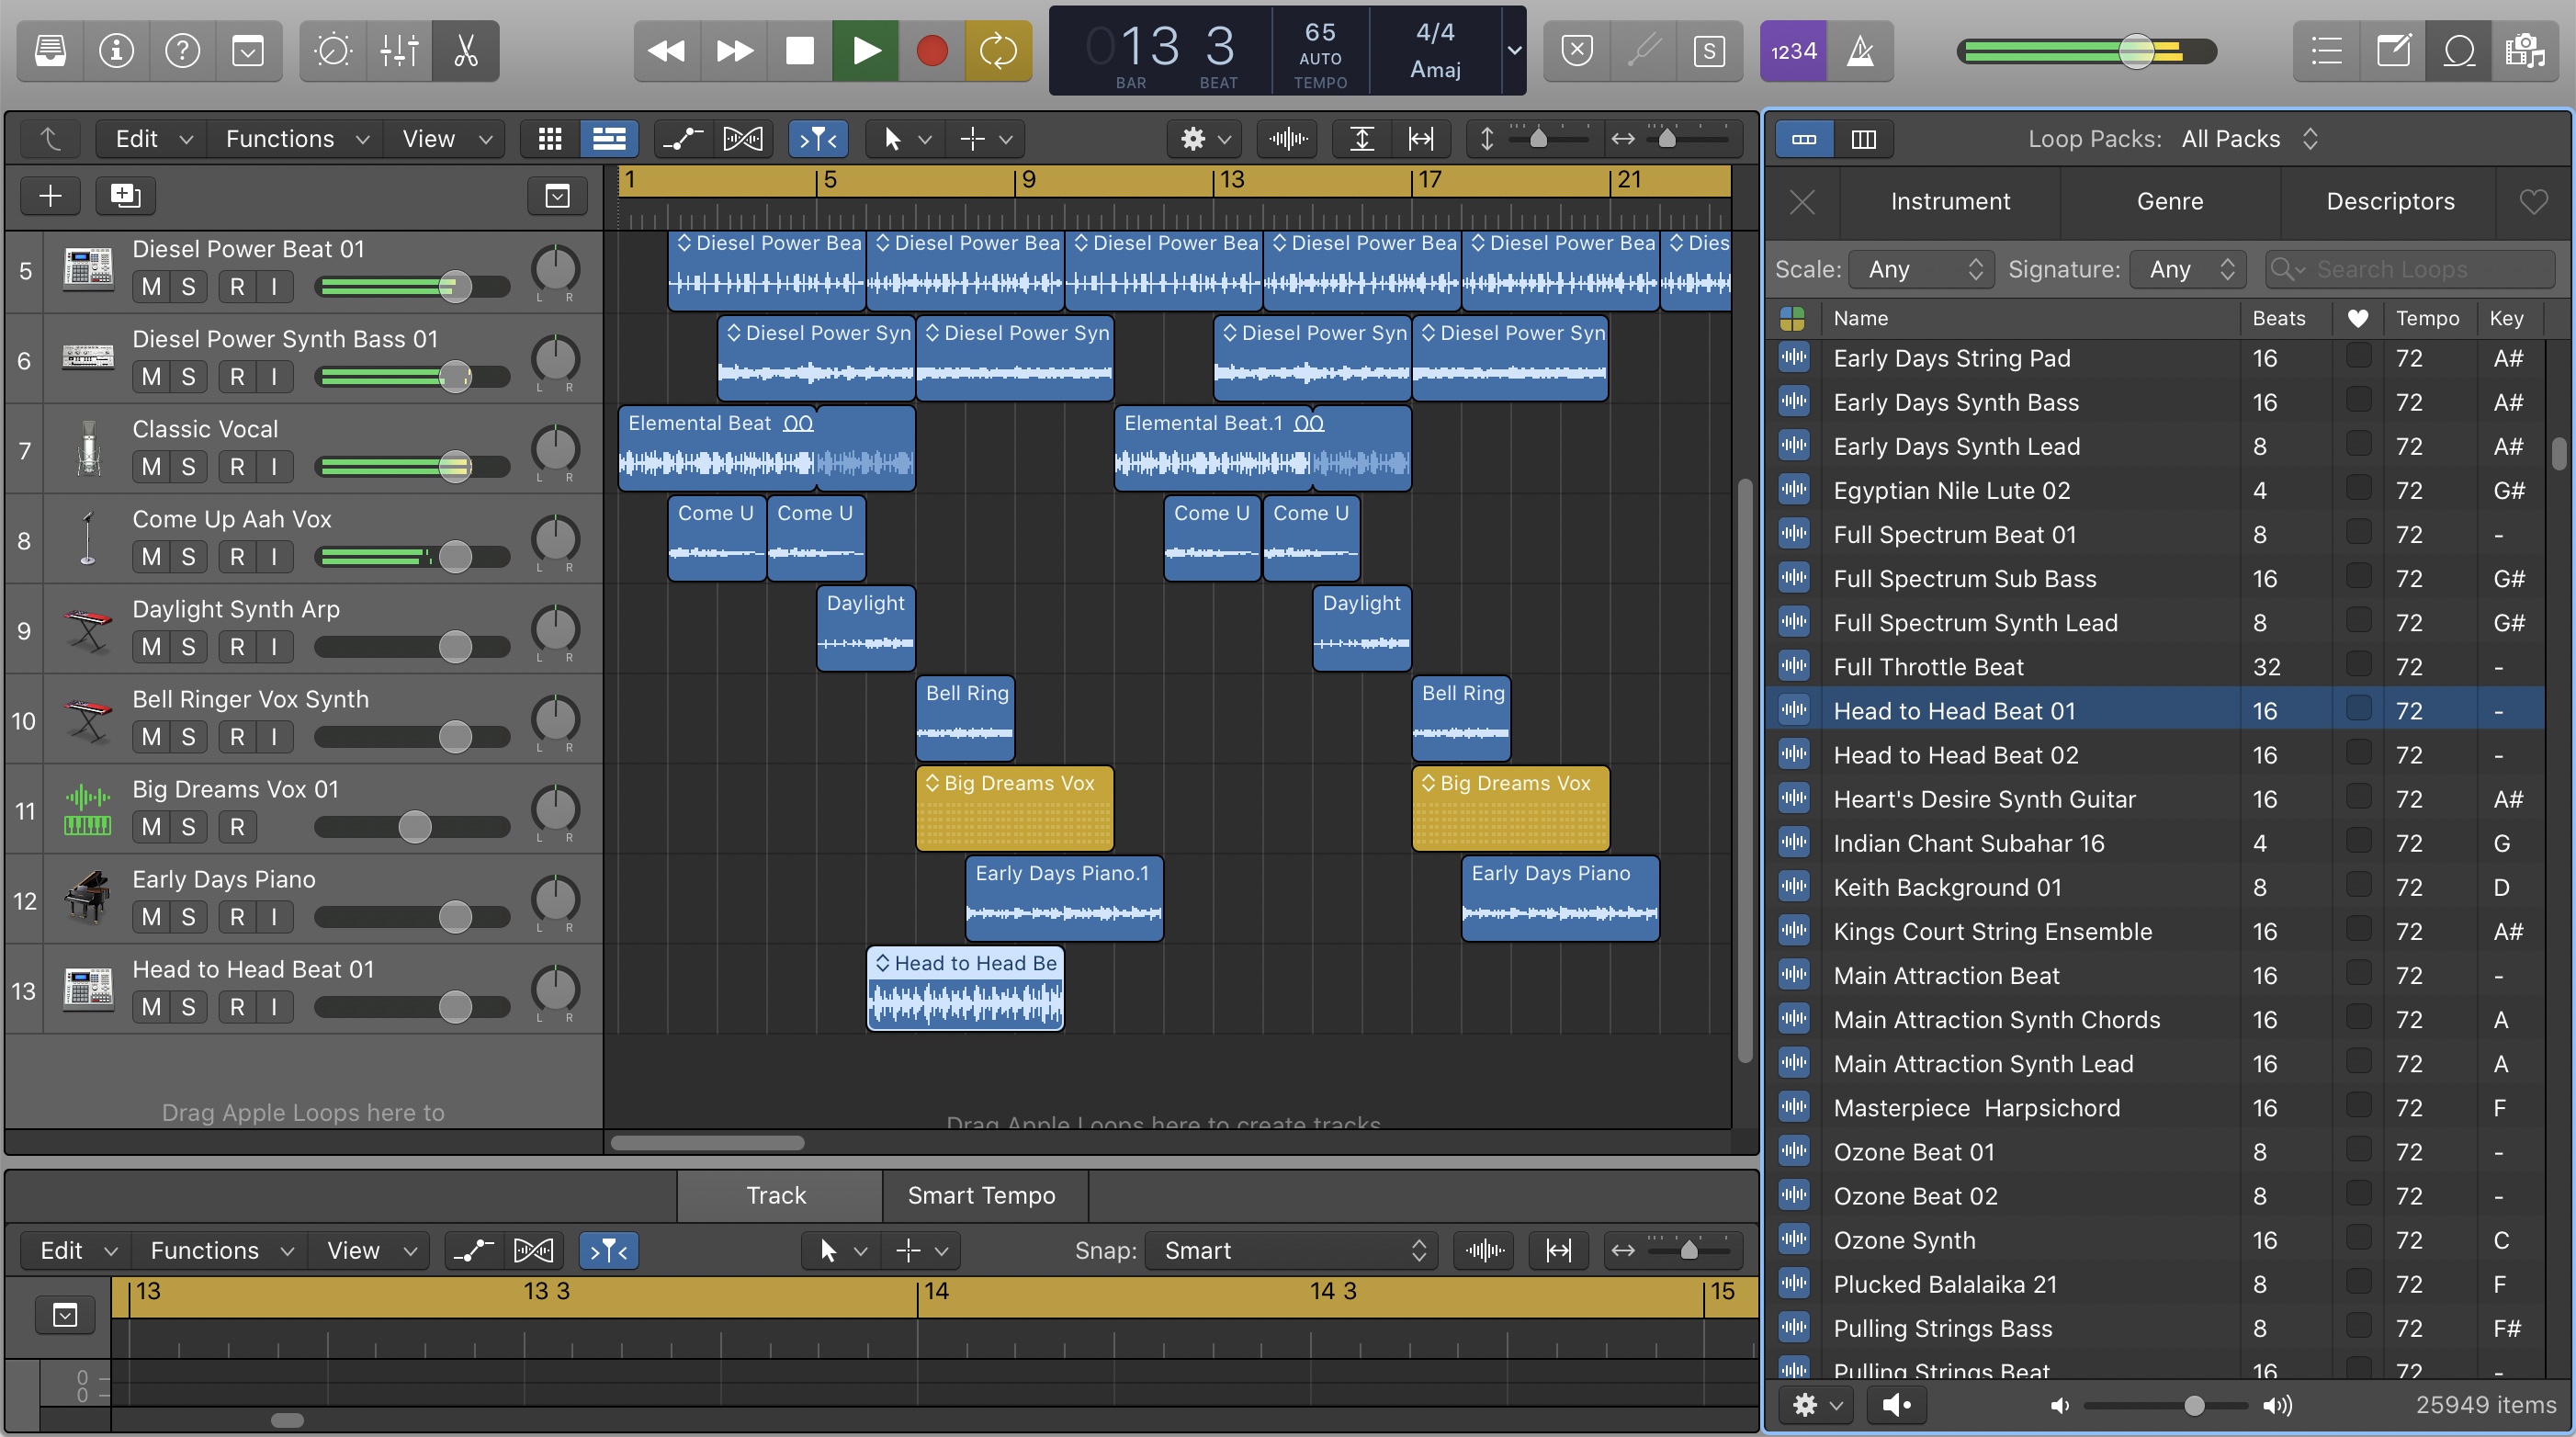 013 3
BAR BEAT
65
AUTO
TEMPO
4/4
Amaj
S
1234
Edit Functions View
1 5 9 13 17 21
5 Diesel Power Beat 01
M S R I L R
Diesel Power Bea Diesel Power Bea Diesel Power Bea Diesel Power Bea Diesel Power Bea Dies
6 Diesel Power Synth Bass 01
M S R I L R
Diesel Power Syn Diesel Power Syn Diesel Power Syn Diesel Power Syn
7 Classic Vocal
M S R I L R
Elemental Beat Elemental Beat.1
8 Come Up Aah Vox
M S R I L R
Come U Come U Come U Come U
9 Daylight Synth Arp
M S R I L R
Daylight Daylight
10 Bell Ringer Vox Synth
M S R I L R
Bell Ring Bell Ring
11 Big Dreams Vox 01
M S R L R
Big Dreams Vox Big Dreams Vox
12 Early Days Piano
M S R I L R
Early Days Piano.1 Early Days Piano
13 Head to Head Beat 01
M S R I L R
Head to Head Be
Drag Apple Loops here to
Drag Apple Loops here to create tracks
Track Smart Tempo
Edit Functions View Snap: Smart
13 13 3 14 14 3 15
0
0
Loop Packs: All Packs
Instrument Genre Descriptors
Scale: Any Signature: Any Search Loops
Name Beats Tempo Key
Early Days String Pad 16 72 A#
Early Days Synth Bass 16 72 A#
Early Days Synth Lead 8 72 A#
Egyptian Nile Lute 02 4 72 G#
Full Spectrum Beat 01 8 72 -
Full Spectrum Sub Bass 16 72 G#
Full Spectrum Synth Lead 8 72 G#
Full Throttle Beat 32 72 -
Head to Head Beat 01 16 72 -
Head to Head Beat 02 16 72 -
Heart's Desire Synth Guitar 16 72 A#
Indian Chant Subahar 16 4 72 G
Keith Background 01 8 72 D
Kings Court String Ensemble 16 72 A#
Main Attraction Beat 16 72 -
Main Attraction Synth Chords 16 72 A
Main Attraction Synth Lead 16 72 A
Masterpiece  Harpsichord 16 72 F
Ozone Beat 01 8 72 -
Ozone Beat 02 8 72 -
Ozone Synth 16 72 C
Plucked Balalaika 21 8 72 F
Pulling Strings Bass 8 72 F#
Pulling Strings Beat 16 72 -
25949 items